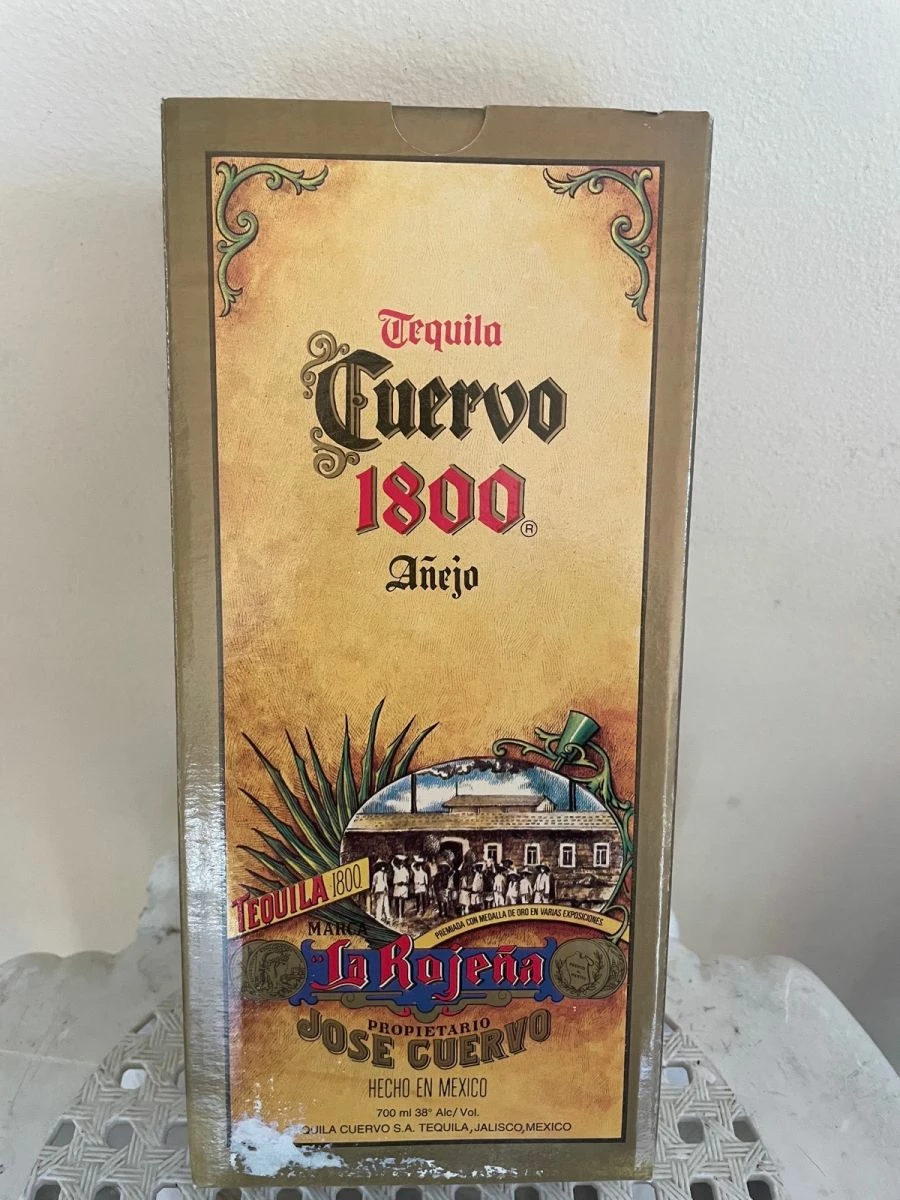 Tequila
Cuervo
1800®
Añejo
TEQUILA 1800
PREMIADA CON MEDALLA DE ORO EN VARIAS EXPOSICIONES
MARCA
"La Rojeña
PROPIETARIO
JOSE CUERVO
HECHO EN MEXICO
700 ml 38° Alc/Vol.
QUILA CUERVO S.A. TEQUILA, JALISCO, MEXICO